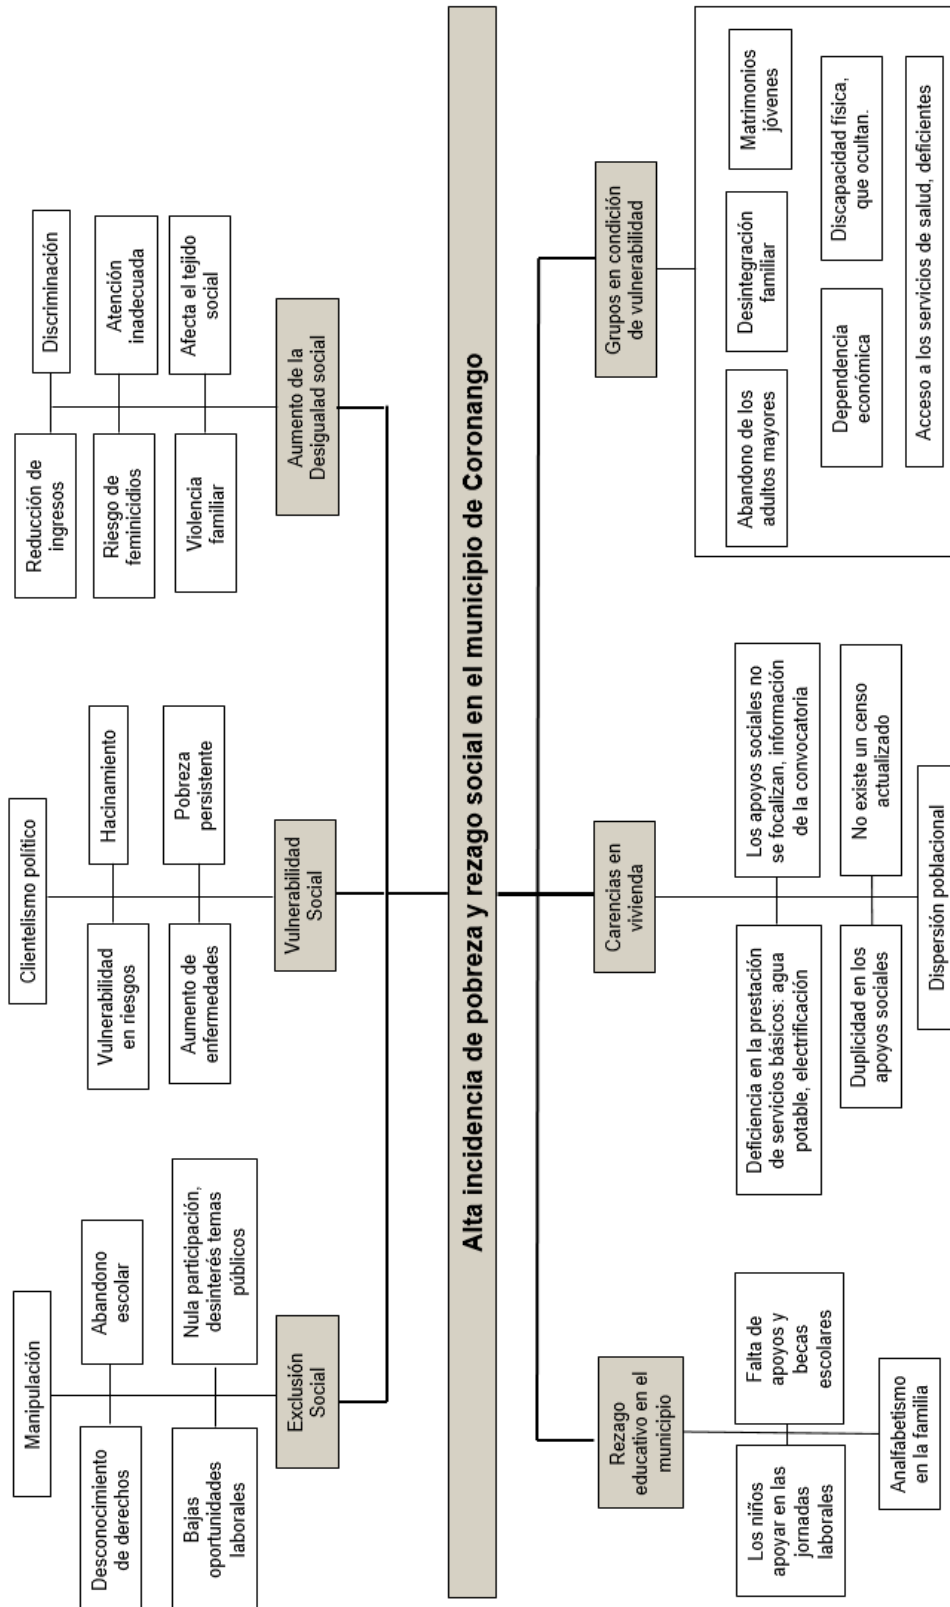 Manipulación
Desconocimiento
de derechos
Abandono
escolar
Bajas
oportunidades
laborales
Nula participación,
desinterés temas
públicos
Exclusión
Social
Clientelismo político
Vulnerabilidad
en riesgos
Hacinamiento
Aumento de
enfermedades
Pobreza
persistente
Vulnerabilidad
Social
Reducción de
ingresos
Discriminación
Riesgo de
feminicidios
Atención
inadecuada
Violencia
familiar
Afecta el tejido
social
Aumento de la
Desigualad social
Alta incidencia de pobreza y rezago social en el municipio de Coronango
Rezago
educativo en el
municipio
Los niños
apoyar en las
jornadas
laborales
Falta de
apoyos y
becas
escolares
Analfabetismo
en la familia
Carencias en
vivienda
Deficiencia en la prestación
de servicios básicos: agua
potable, electrificación
Los apoyos sociales no
se focalizan, información
de la convocatoria
Duplicidad en los
apoyos sociales
No existe un censo
actualizado
Dispersión poblacional
Grupos en condición
de vulnerabilidad
Abandono de los
adultos mayores
Desintegración
familiar
Matrimonios
jóvenes
Dependencia
económica
Discapacidad física,
que ocultan.
Acceso a los servicios de salud, deficientes